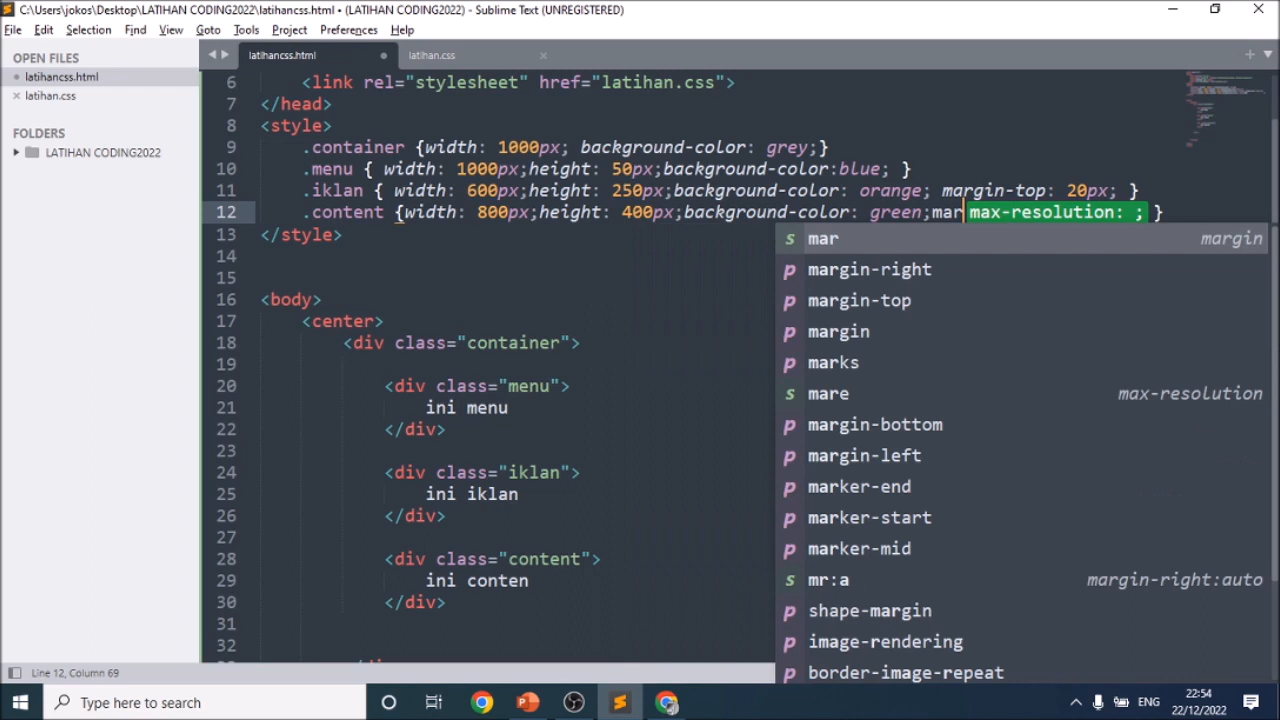 C:\Users\jokos\Desktop\LATIHAN CODING2022\latihancss.html • (LATIHAN CODING2022) - Sublime Text (UNREGISTERED)
File Edit Selection Find View Goto Tools Project Preferences Help
OPEN FILES
latihancss.html
latihan.css
FOLDERS
LATIHAN CODING2022
latihancss.html latihan.css
6 <link rel="stylesheet" href="latihan.css">
7 </head>
8 <style>
9 .container {width: 1000px; background-color: grey;}
10 .menu { width: 1000px;height: 50px;background-color:blue; }
11 .iklan { width: 600px;height: 250px;background-color: orange; margin-top: 20px; }
12 .content {width: 800px;height: 400px;background-color: green;mar max-resolution: ; }
13 </style>
14
15
16 <body>
17 <center>
18 <div class="container">
19
20 <div class="menu">
21 ini menu
22 </div>
23
24 <div class="iklan">
25 ini iklan
26 </div>
27
28 <div class="content">
29 ini conten
30 </div>
31
32
s mar margin
p margin-right
p margin-top
p margin
p marks
s mare max-resolution
p margin-bottom
p margin-left
p marker-end
p marker-start
p marker-mid
s mr:a margin-right:auto
p shape-margin
p image-rendering
p border-image-repeat
Line 12, Column 69
Type here to search
ENG
22:54
22/12/2022